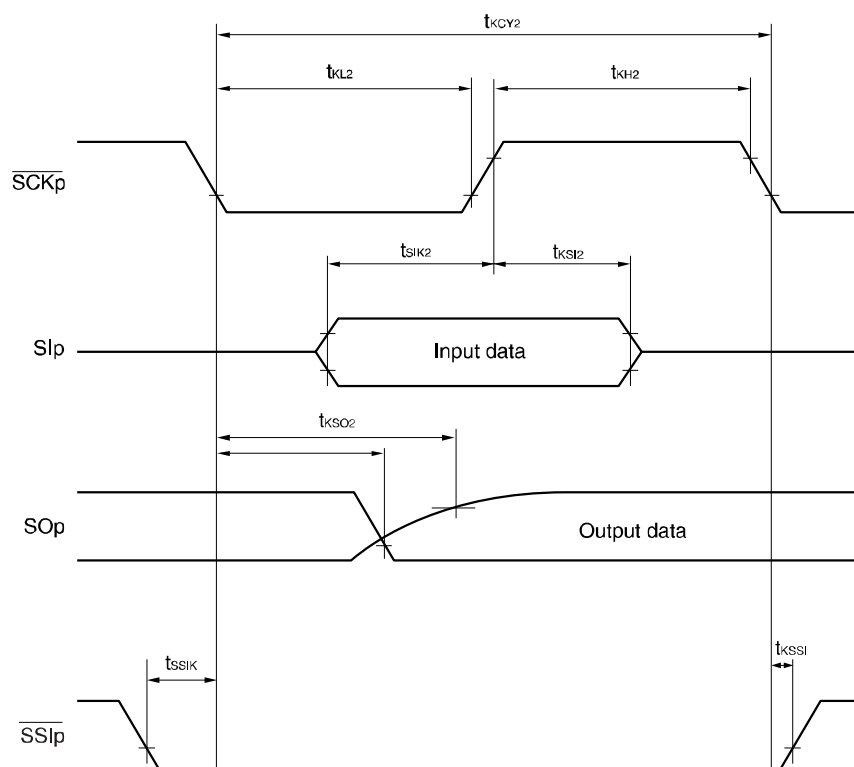 tKCY2
tKL2
tKH2
SCKp
tSIK2
tKSI2
SIp
Input data
tKSO2
SOp
Output data
tSSIK
tKSSI
SSIp